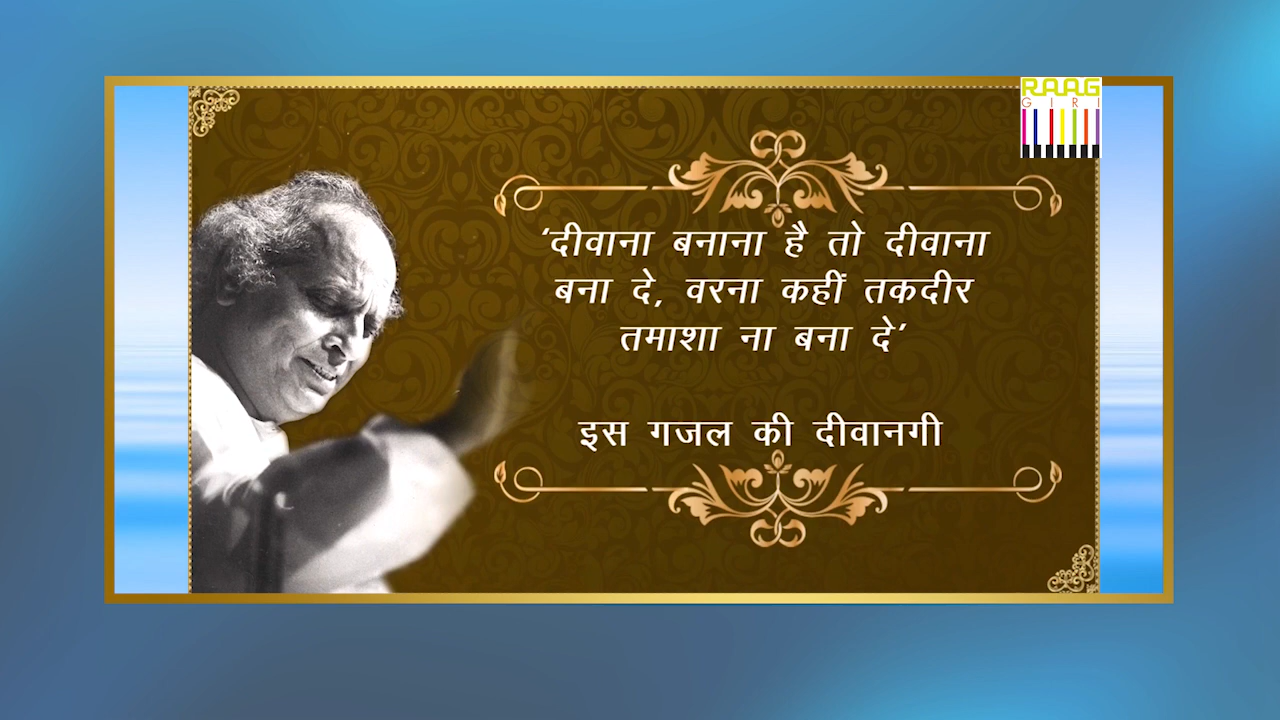 RAAG
GIRI
‘दीवाना बनाना है तो दीवाना
बना दे, वरना कहीं तकदीर
तमाशा ना बना दे’
इस गजल की दीवानगी